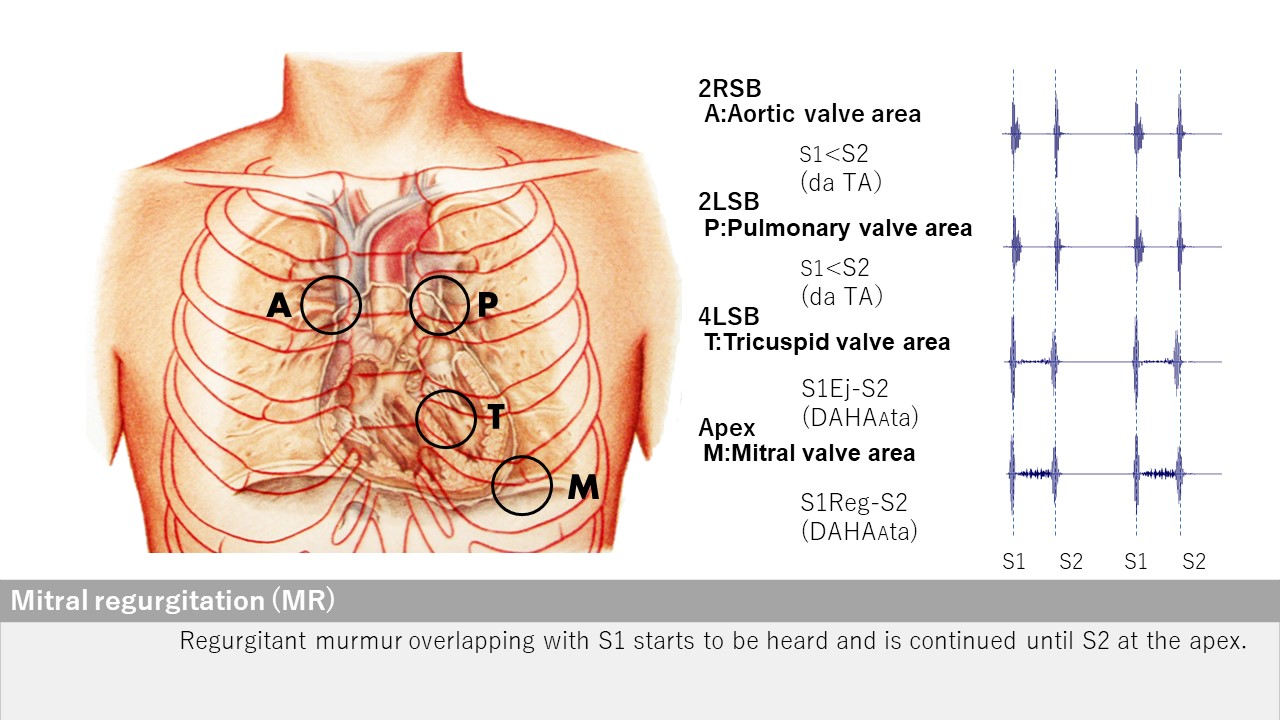 2RSB
A:Aortic valve area
S1<S2
(da TA)
2LSB
P:Pulmonary valve area
S1<S2
(da TA)
4LSB
T:Tricuspid valve area
S1Ej-S2
(DAHAAta)
Apex
M:Mitral valve area
S1Reg-S2
(DAHAAta)
A
P
T
M
S1 S2 S1 S2
Mitral regurgitation (MR)
Regurgitant murmur overlapping with S1 starts to be heard and is continued until S2 at the apex.